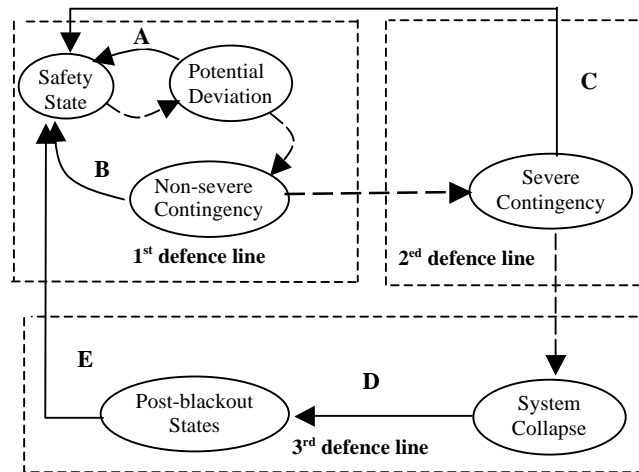 A
Safety
State
Potential
Deviation
C
B
Non-severe
Contingency
Severe
Contingency
1st defence line
2ed defence line
E
D
Post-blackout
States
System
Collapse
3rd defence line